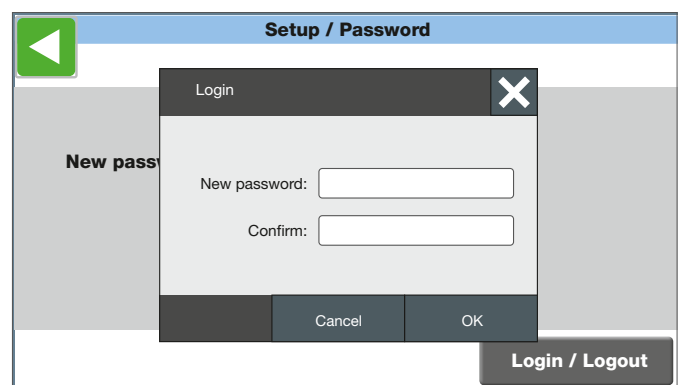 Setup / Password
Login
New passw
New password:
Confirm:
Cancel OK
Login / Logout